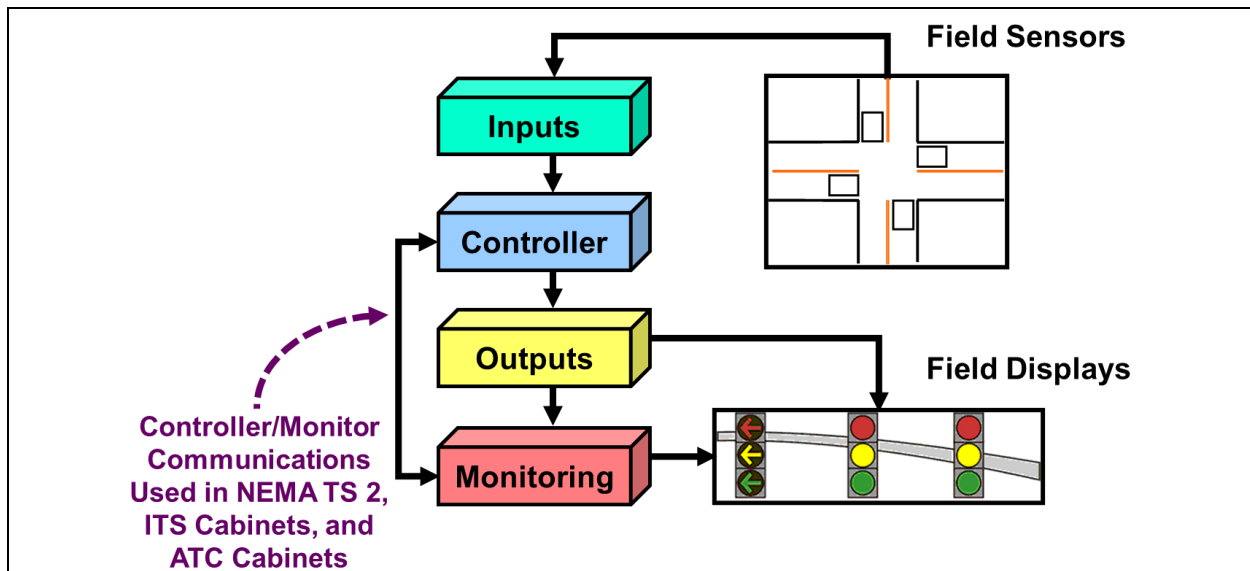 Field Sensors
Inputs
Controller
Outputs
Field Displays
Monitoring
Controller/Monitor
Communications
Used in NEMA TS 2,
ITS Cabinets, and
ATC Cabinets